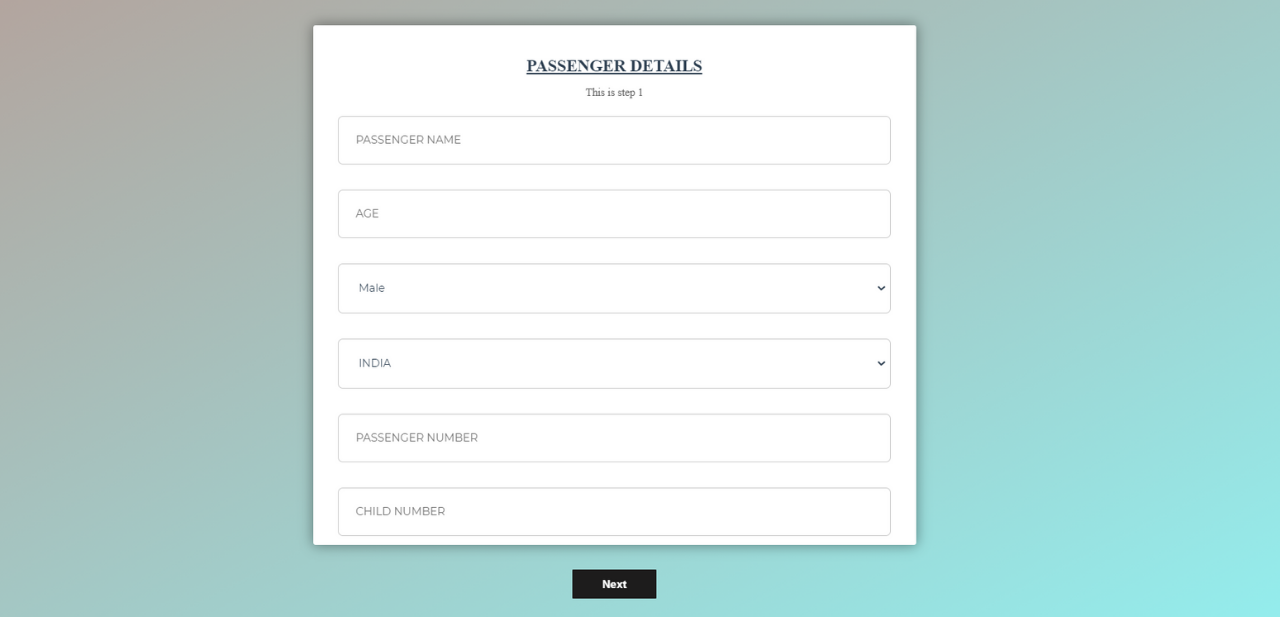 PASSENGER DETAILS
This is step 1
PASSENGER NAME
AGE
Male
INDIA
PASSENGER NUMBER
CHILD NUMBER
Next